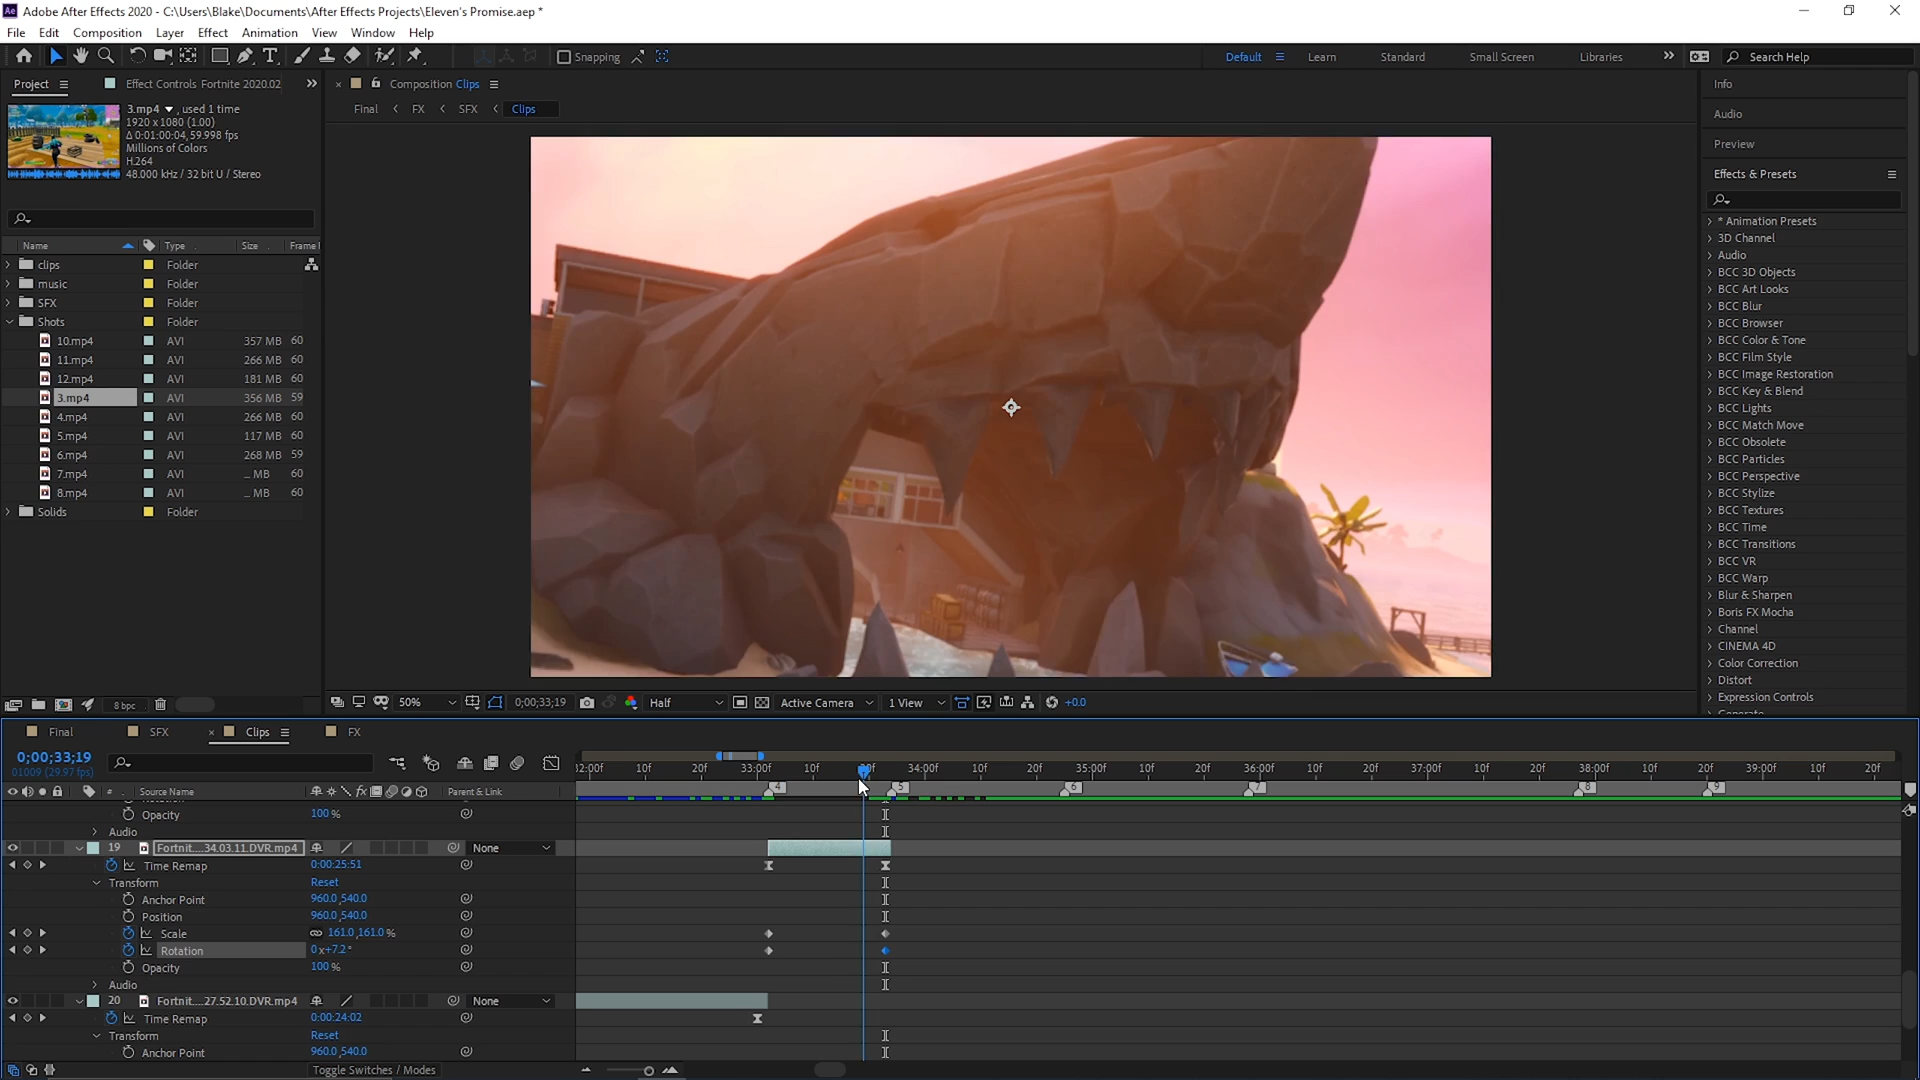 Adobe After Effects 2020 - C:\Users\Blake\Documents\After Effects Projects\Eleven's Promise.aep *
File Edit Composition Layer Effect Animation View Window Help
Snapping Default Learn Standard Small Screen Libraries Search Help
Project Effect Controls Fortnite 2020.02
Composition Clips
Final FX SFX Clips
3.mp4 , used 1 time
1920 x 1080 (1.00)
Δ 0:01:00:04, 59.998 fps
Millions of Colors
H.264
48.000 kHz / 32 bit U / Stereo
Name Type Size Frame
clips Folder
music Folder
SFX Folder
Shots Folder
10.mp4 AVI 357 MB 60
11.mp4 AVI 266 MB 60
12.mp4 AVI 181 MB 60
3.mp4 AVI 356 MB 59
4.mp4 AVI 266 MB 60
5.mp4 AVI 117 MB 60
6.mp4 AVI 268 MB 59
7.mp4 AVI ... MB 60
8.mp4 AVI ... MB 60
Solids Folder
8 bpc
50% 0;00;33;19 Half Active Camera 1 View +0.0
Info
Audio
Preview
Effects & Presets
* Animation Presets
3D Channel
Audio
BCC 3D Objects
BCC Art Looks
BCC Blur
BCC Browser
BCC Color & Tone
BCC Film Style
BCC Image Restoration
BCC Key & Blend
BCC Lights
BCC Match Move
BCC Obsolete
BCC Particles
BCC Perspective
BCC Stylize
BCC Textures
BCC Time
BCC Transitions
BCC VR
BCC Warp
Blur & Sharpen
Boris FX Mocha
Channel
CINEMA 4D
Color Correction
Distort
Expression Controls
Final SFX Clips FX
0;00;33;19
01009 (29.97 fps)
32:00f 10f 20f 33:00f 10f 20f 34:00f 10f 20f 35:00f 10f 20f 36:00f 10f 20f 37:00f 10f 20f 38:00f 10f 20f 39:00f 10f 20f
4 5 6 7 8 9
# Source Name Parent & Link
Opacity 100 %
Audio
19 Fortnit....34.03.11.DVR.mp4 None
Time Remap 0:00:25:51
Transform Reset
Anchor Point 960.0,540.0
Position 960.0,540.0
Scale 161.0,161.0 %
Rotation 0x+7.2°
Opacity 100 %
Audio
20 Fortnit....27.52.10.DVR.mp4 None
Time Remap 0:00:24:02
Transform Reset
Anchor Point 960.0,540.0
Toggle Switches / Modes